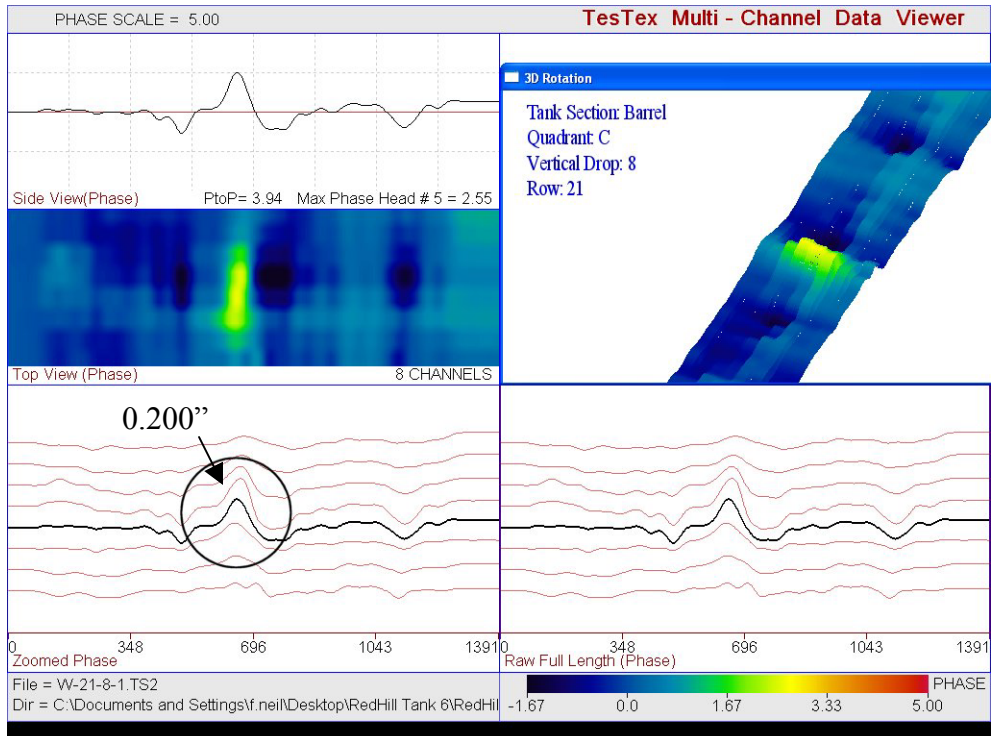 PHASE SCALE = 5.00
TesTex Multi - Channel Data Viewer
Side View(Phase) PtoP= 3.94 Max Phase Head # 5 = 2.55
3D Rotation
Tank Section: Barrel
Quadrant: C
Vertical Drop: 8
Row: 21
Top View (Phase) 8 CHANNELS
0.200”
0 348 696 1043 1391
Zoomed Phase
0 348 696 1043 1391
Raw Full Length (Phase)
File = W-21-8-1.TS2
Dir = C:\Documents and Settings\f.neil\Desktop\RedHill Tank 6\RedHil
PHASE
-1.67 0.0 1.67 3.33 5.00